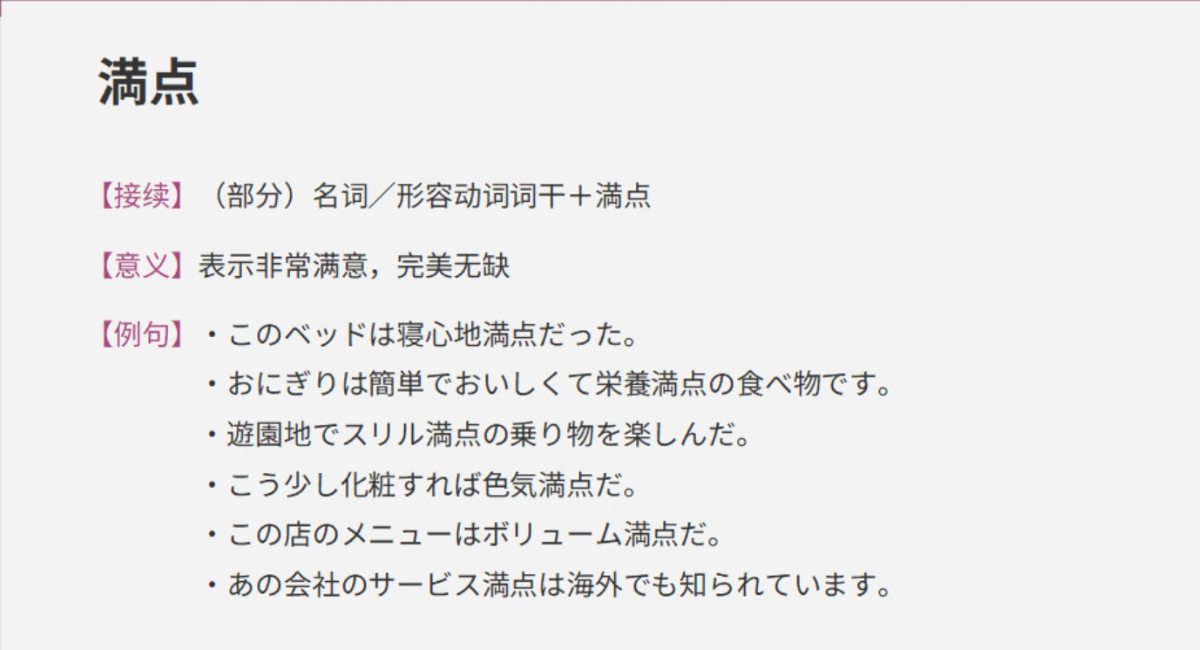 満点
【接续】（部分）名词／形容动词词干＋満点
【意义】表示非常满意，完美无缺
【例句】・このベッドは寝心地満点だった。
・おにぎりは簡単でおいしくて栄養満点の食べ物です。
・遊園地でスリル満点の乗り物を楽しんだ。
・こう少し化粧すれば色気満点だ。
・この店のメニューはボリューム満点だ。
・あの会社のサービス満点は海外でも知られています。